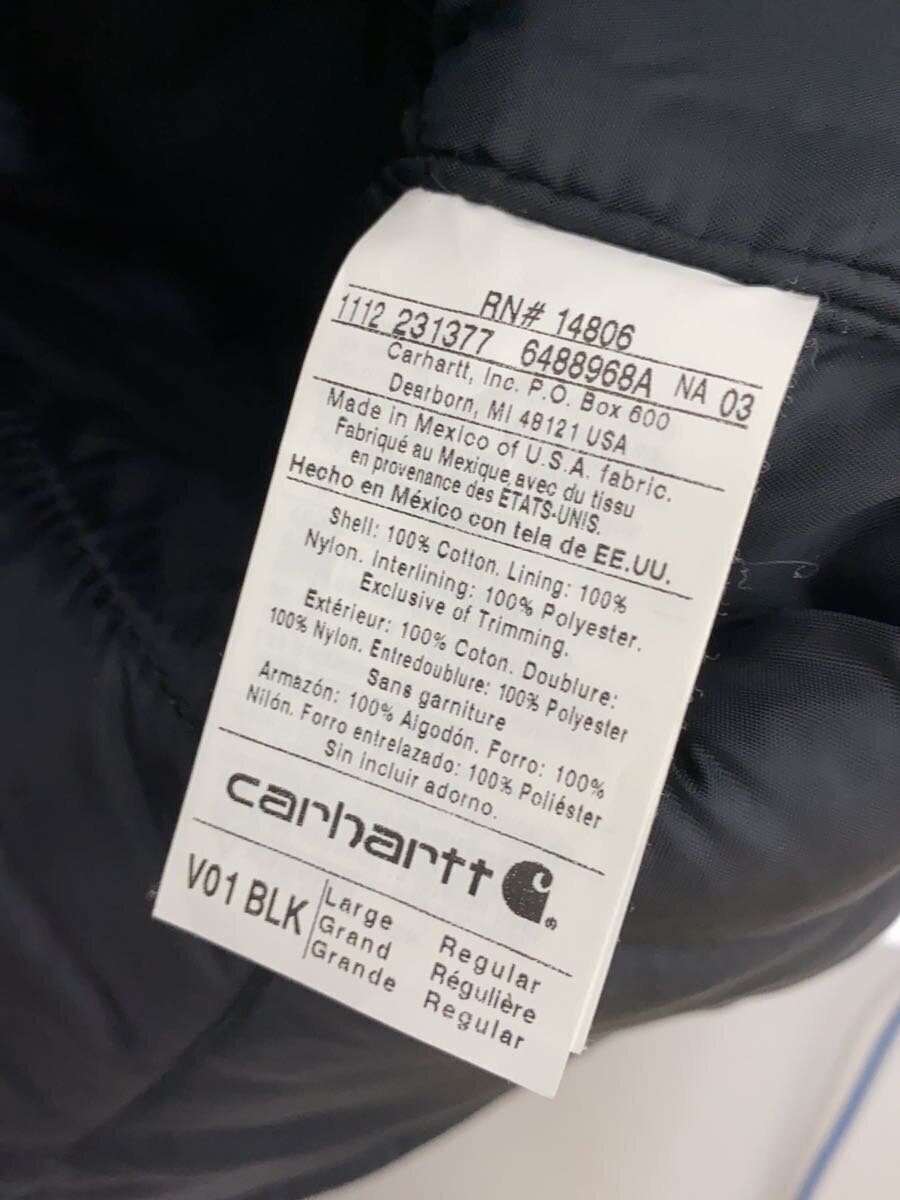 RN# 14806
1112 231377 6488968A NA 03
Carhartt, Inc. P.O. Box 600
Dearborn, MI 48121 USA
Made in Mexico of U.S.A. fabric.
Fabriqué au Mexique avec du tissu
en provenance des ÉTATS-UNIS.
Hecho en México con tela de EE.UU.
Shell: 100% Cotton. Lining: 100%
Nylon. Interlining: 100% Polyester.
Exclusive of Trimming.
Extérieur: 100% Coton. Doublure:
100% Nylon. Entredoublure: 100% Polyester
Sans garniture
Armazón: 100% Algodón. Forro: 100%
Nilón. Forro entrelazado: 100% Poliéster
Sin incluir adorno.
carhartt ®
V01 BLK
Large Regular
Grand Régulière
Grande Regular